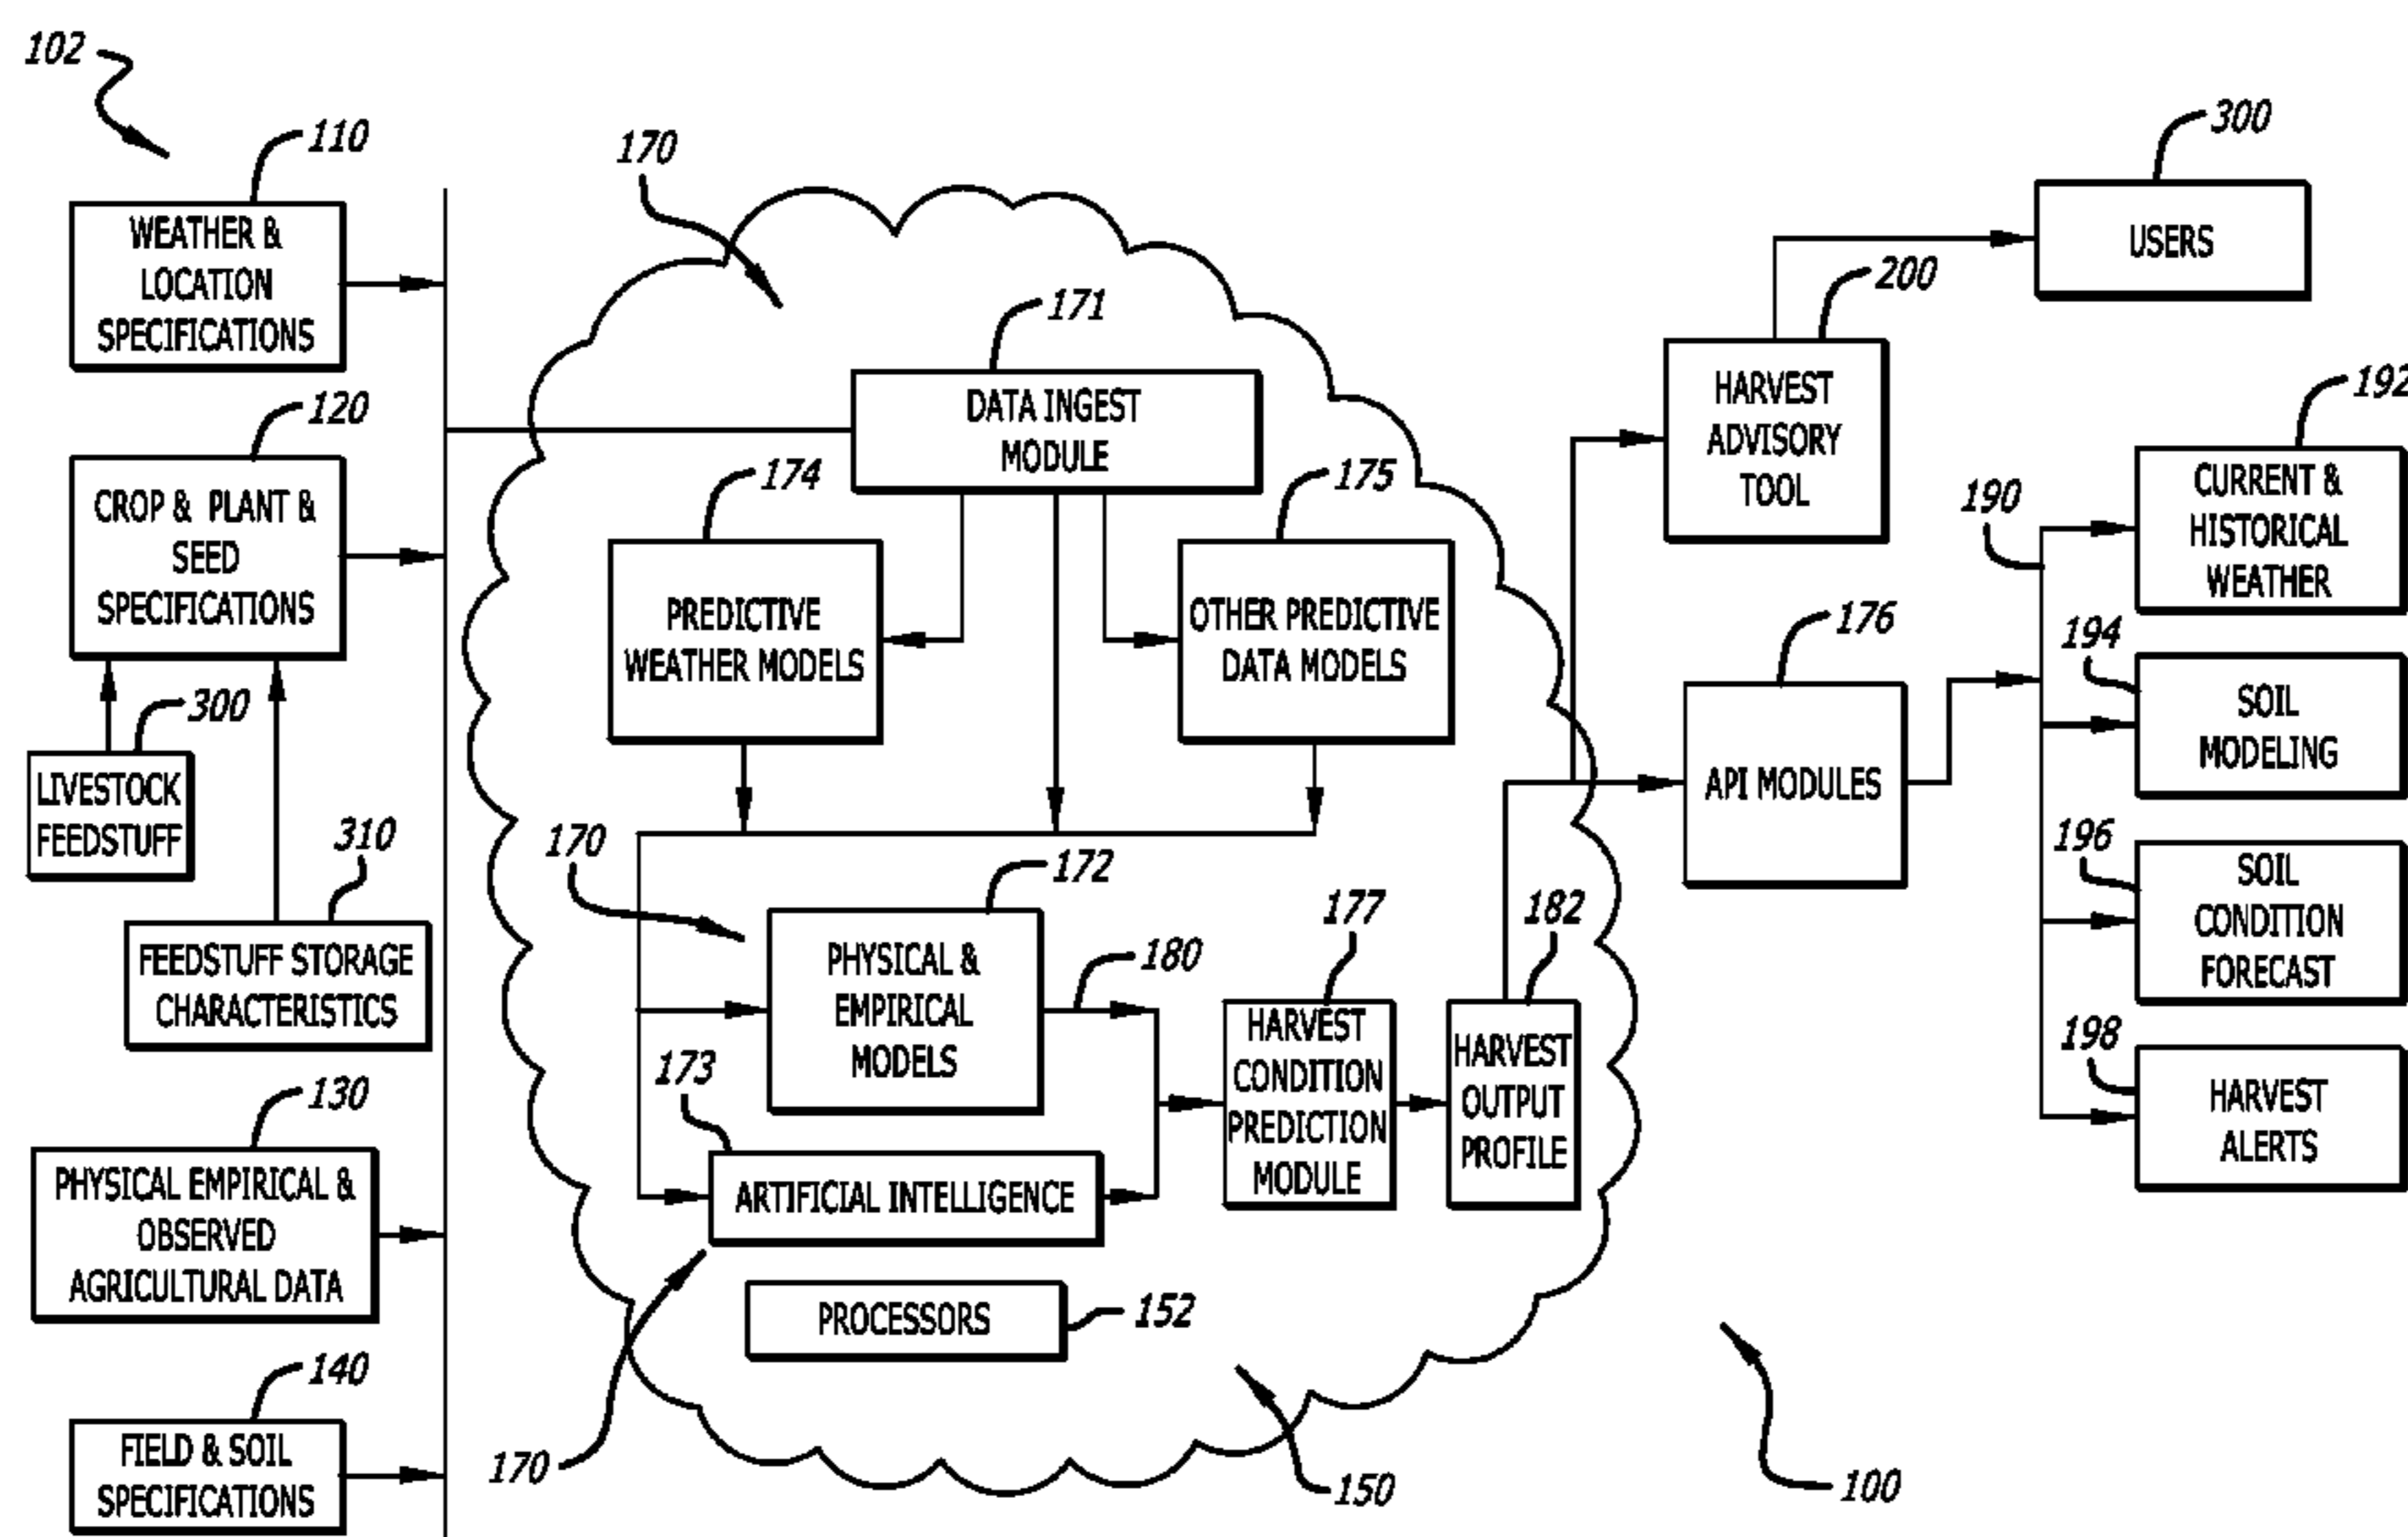 102
110
WEATHER &
LOCATION
SPECIFICATIONS
120
CROP & PLANT &
SEED
SPECIFICATIONS
300
LIVESTOCK
FEEDSTUFF
310
FEEDSTUFF STORAGE
CHARACTERISTICS
130
PHYSICAL EMPIRICAL &
OBSERVED
AGRICULTURAL DATA
140
FIELD & SOIL
SPECIFICATIONS
170
171
DATA INGEST
MODULE
174
PREDICTIVE
WEATHER MODELS
175
OTHER PREDICTIVE
DATA MODELS
170
172
PHYSICAL &
EMPIRICAL
MODELS
180
173
ARTIFICIAL INTELLIGENCE
170
PROCESSORS
152
177
HARVEST
CONDITION
PREDICTION
MODULE
182
HARVEST
OUTPUT
PROFILE
150
300
USERS
200
HARVEST
ADVISORY
TOOL
176
API MODULES
190
192
CURRENT &
HISTORICAL
WEATHER
194
SOIL
MODELING
196
SOIL
CONDITION
FORECAST
198
HARVEST
ALERTS
100